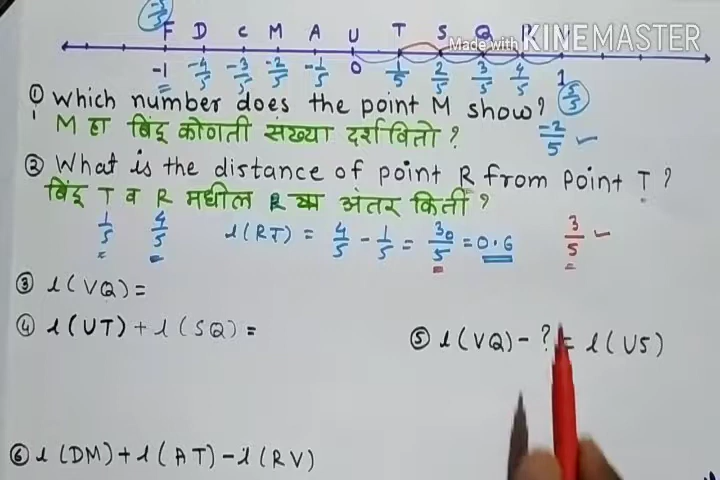 -5/5
F D C M A U T S Q R V
-1 -4/5 -3/5 -2/5 -1/5 0 1/5 2/5 3/5 4/5 1
5/5
Made with KINEMASTER
① Which number does the point M show?
M हा बिंदू कोणती संख्या दर्शवितो ?
-2/5
② What is the distance of point R from Point T ?
बिंदू T व R मधील अंतर किती ?
1/5 4/5 l(RT) = 4/5 - 1/5 = 3/5 = 0.6 3/5
③ l(VQ)=
④ l(UT)+l(SQ)=
⑤ l(VQ)-?= l(US)
⑥ l(DM)+l(AT)-l(RV)